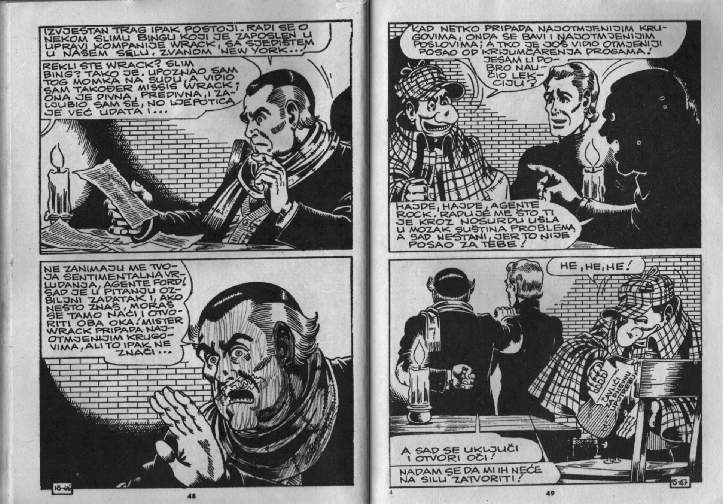 IZVJESTAN TRAG IPAK POSTOJI. RADI SE O
NEKOM SLIMU BINGU KOJI JE ZAPOSLEN U
UPRAVI KOMPANIJE WRACK, SA SJEDIŠTEM
U NAŠEM SELU, ZVANOM NEW YORK...
REKLI STE WRACK? SLIM
BING? TAKO JE. UPOZNAO SAM
TOG MOMKA NA SUDU, A VIDIO
SAM TAKOĐER MISSIS WRACK;
ONA JE DIVNA, PREDIVNA, I ZA-
LJUBIO SAM SE, NO LJEPOTICA
JE VEĆ UDATA I...
NE ZANIMAJU ME TVO-
JA SENTIMENTALNA VR-
LUDANJA, AGENTE FORD!
SAD JE U PITANJU OZ-
BILJNI ZADATAK I, AKO
NEŠTO ZNAŠ, MORAŠ
SE TAMO NAĆI I OTVO-
RITI OBA OKA! MISTER
WRACK PRIPADA NAJ-
OTMJENIJIM KRUGO-
VIMA, ALI TO IPAK NE
ZNAČI...
48
KAD NETKO PRIPADA NAJOTMJENIJIM KRU-
GOVIMA, ONDA SE BAVI I NAJOTMJENIJIM
POSLOVIMA; A TKO JE JOŠ VIDIO OTMJENIJI
POSAO OD KRIJUMČARENJA DROGAMA!
JESAM LI DO-
BRO NAU-
ČIO LEK-
CIJU?
HAJDE, HAJDE, AGENTE
ROCK. RADUJE ME ŠTO TI
JE KROZ NOSURDU UŠLA
U MOZAK SUŠTINA PROBLEMA
A SAD NESTANI, JER TO NIJE
POSAO ZA TEBE!
HE, HE, HE!
A SAD SE UKLJUČI
I OTVORI OČI!
NADAM SE DA MI IH NEĆE
NA SILU ZATVORITI!
49